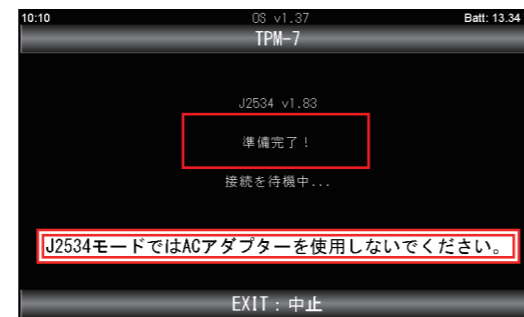 10:10 OS v1.37 Batt: 13.34
TPM-7
J2534 v1.83
準備完了！
接続を待機中...
J2534モードではACアダプターを使用しないでください。
EXIT：中止